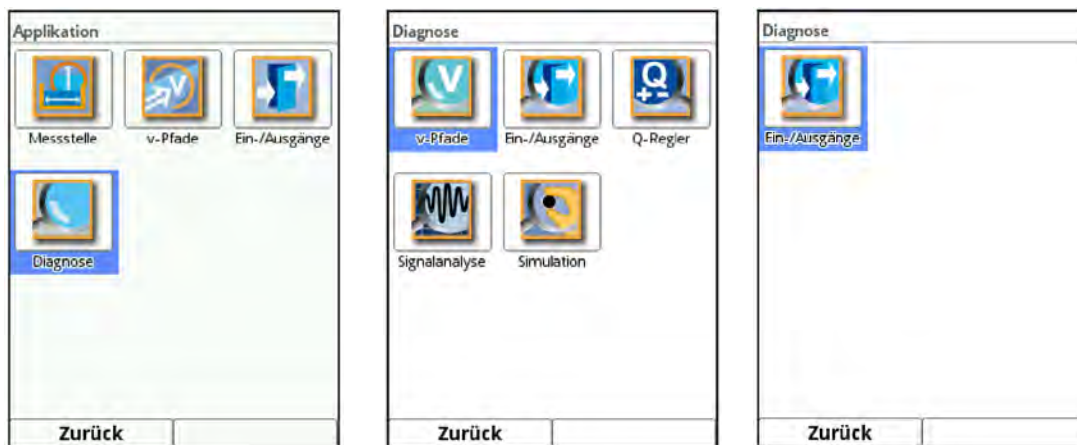 Applikation
Messstelle v-Pfade Ein-/Ausgänge
Diagnose
Zurück
Diagnose
v-Pfade Ein-/Ausgänge Q-Regler
Signalanalyse Simulation
Zurück
Diagnose
Ein-/Ausgänge
Zurück